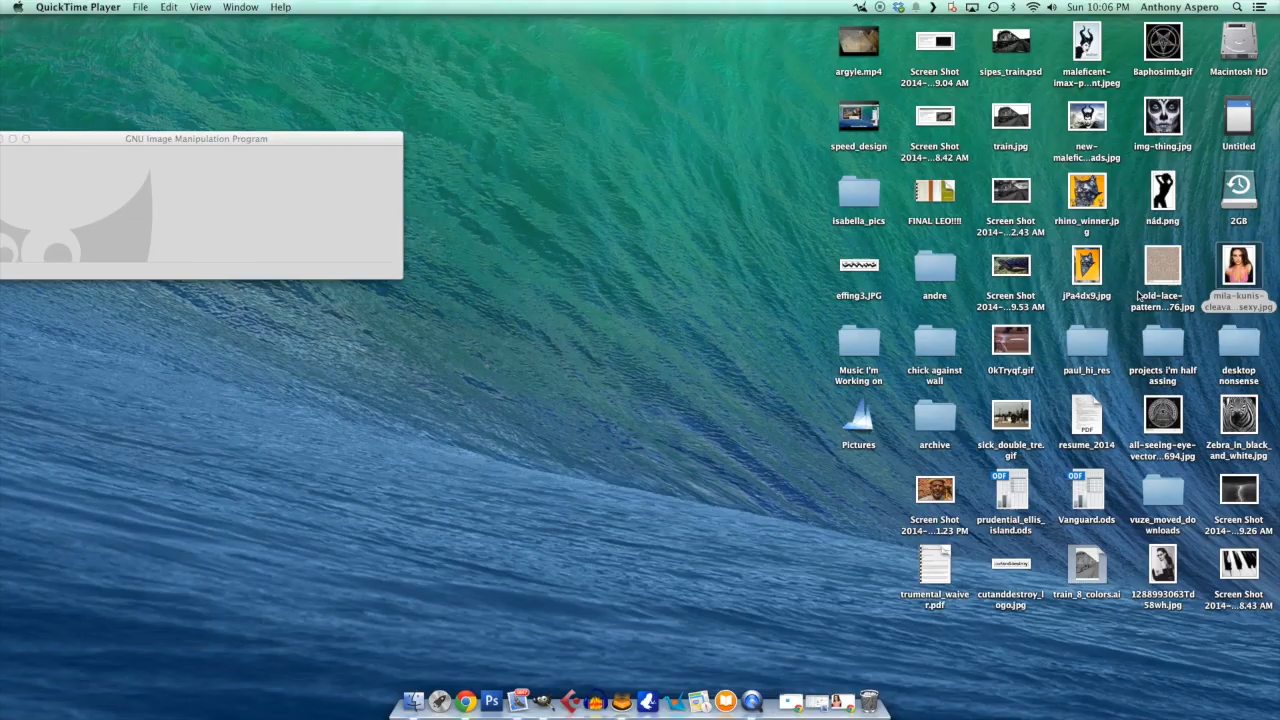 QuickTime Player File Edit View Window Help Sun 10:06 PM Anthony Aspero
GNU Image Manipulation Program
argyle.mp4
Screen Shot
2014-...9.04 AM
sipes_train.psd
maleficent-
imax-p...nt.jpeg
Baphosimb.gif
Macintosh HD
speed_design
Screen Shot
2014-...8.42 AM
train.jpg
new-
malefic...ads.jpg
img-thing.jpg
Untitled
isabella_pics
FINAL LEO!!!!
Screen Shot
2014-...2.43 AM
rhino_winner.jp
g
nád.png
2GB
effing3.JPG
andre
Screen Shot
2014-...9.53 AM
jPa4dx9.jpg
old-lace-
pattern...76.jpg
mila-kunis-
cleava...sexy.jpg
Music I'm
Working on
chick against
wall
0kTryqf.gif
paul_hi_res
projects i'm half
assing
desktop
nonsense
Pictures
archive
sick_double_tre.
gif
PDF
resume_2014
all-seeing-eye-
vector...694.jpg
Zebra_in_black_
and_white.jpg
Screen Shot
2014-...1.23 PM
ODF
prudential_ellis_
island.ods
ODF
Vanguard.ods
vuze_moved_do
wnloads
Screen Shot
2014-...9.26 AM
trumental_waive
r.pdf
cutanddestroy
cutanddestroy_l
ogo.jpg
train_8_colors.ai
1288993063Td
58wh.jpg
Screen Shot
2014-...8.43 AM
Ps